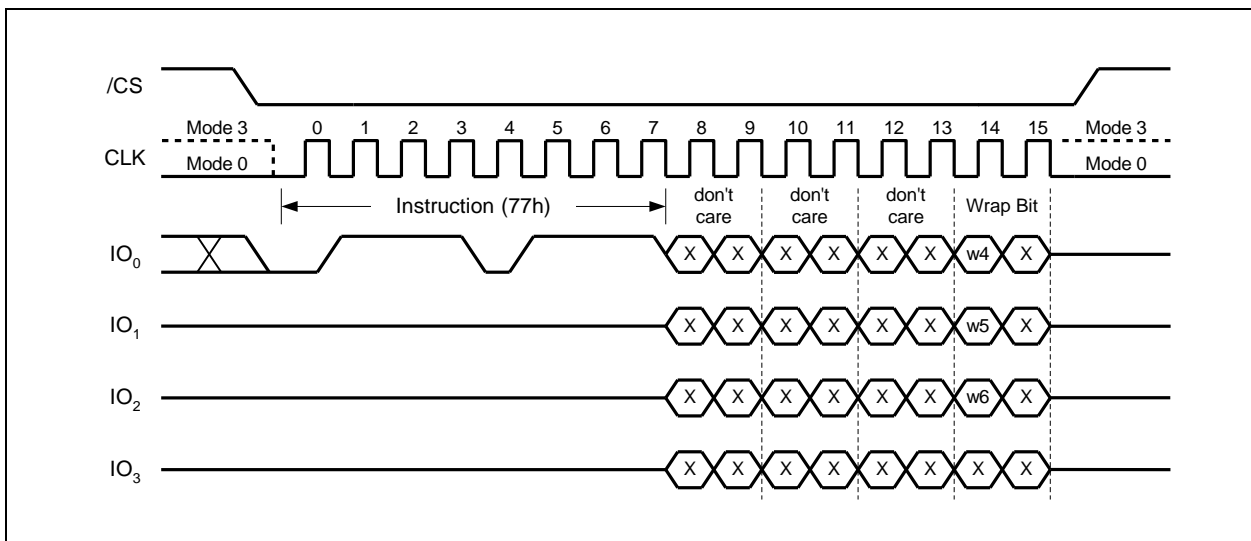 /CS
Mode 3 0 1 2 3 4 5 6 7 8 9 10 11 12 13 14 15 Mode 3
CLK
Mode 0 Mode 0
Instruction (77h) don't care don't care don't care Wrap Bit
IO0 X X X X X X w4 X
IO1 X X X X X X w5 X
IO2 X X X X X X w6 X
IO3 X X X X X X X X